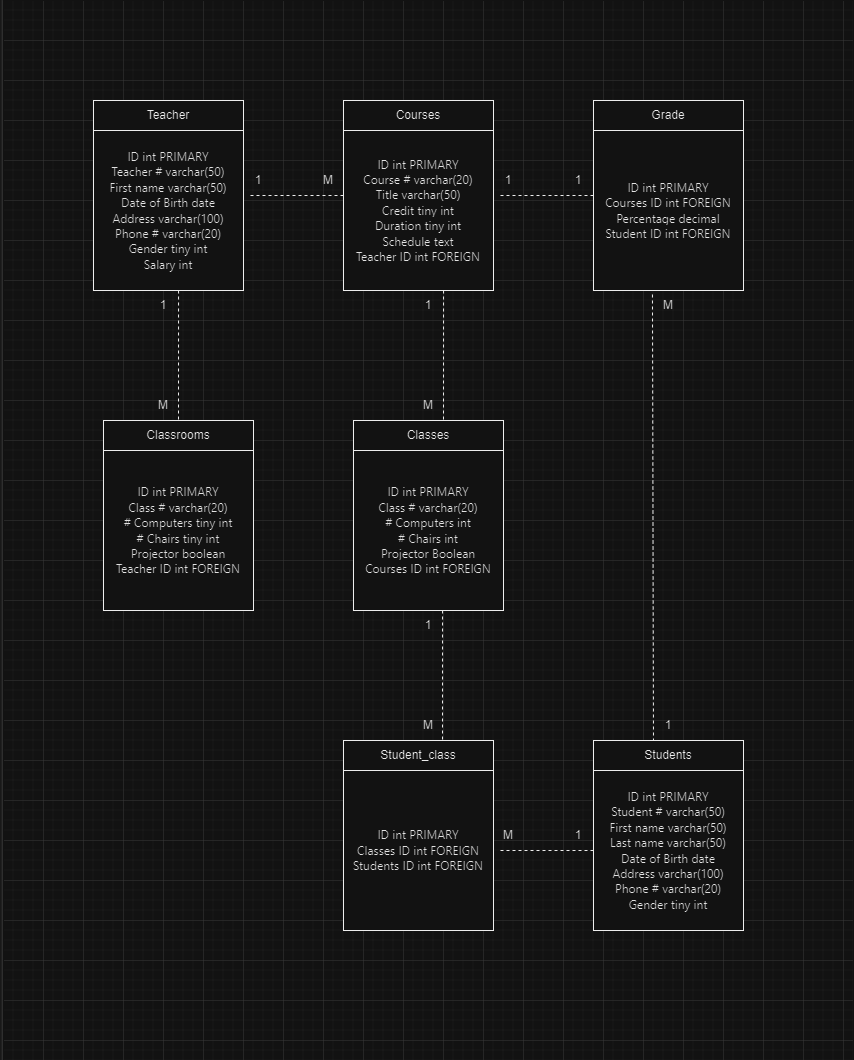 Teacher
ID int PRIMARY
Teacher # varchar(50)
First name varchar(50)
Date of Birth date
Address varchar(100)
Phone # varchar(20)
Gender tiny int
Salary int
1
M
Courses
ID int PRIMARY
Course # varchar(20)
Title varchar(50)
Credit tiny int
Duration tiny int
Schedule text
Teacher ID int FOREIGN
1
1
Grade
ID int PRIMARY
Courses ID int FOREIGN
Percentage decimal
Student ID int FOREIGN
1
1
M
M
M
Classrooms
ID int PRIMARY
Class # varchar(20)
# Computers tiny int
# Chairs tiny int
Projector boolean
Teacher ID int FOREIGN
Classes
ID int PRIMARY
Class # varchar(20)
# Computers int
# Chairs int
Projector Boolean
Courses ID int FOREIGN
1
M
1
Student_class
ID int PRIMARY
Classes ID int FOREIGN
Students ID int FOREIGN
M
1
Students
ID int PRIMARY
Student # varchar(50)
First name varchar(50)
Last name varchar(50)
Date of Birth date
Address varchar(100)
Phone # varchar(20)
Gender tiny int